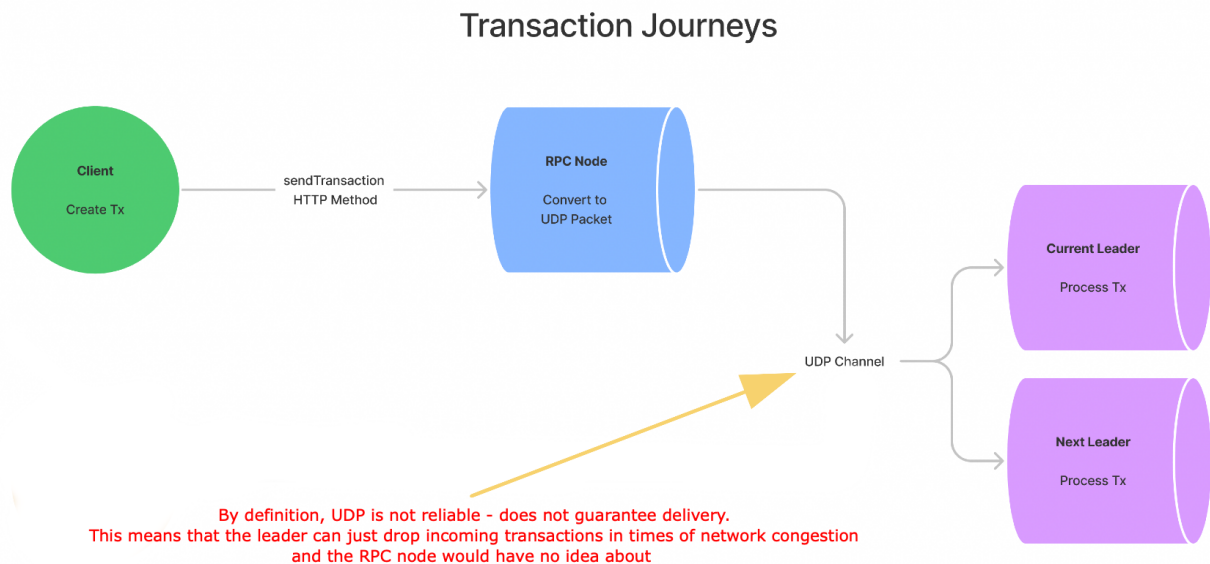 Transaction Journeys
Client
Create Tx
sendTransaction
HTTP Method
RPC Node
Convert to
UDP Packet
Current Leader
Process Tx
UDP Channel
Next Leader
Process Tx
By definition, UDP is not reliable - does not guarantee delivery.
This means that the leader can just drop incoming transactions in times of network congestion
and the RPC node would have no idea about